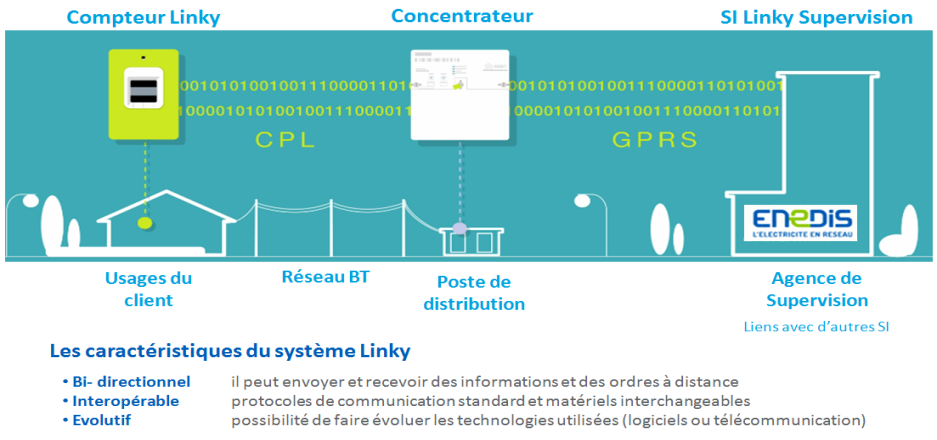 Compteur Linky
Concentrateur
SI Linky Supervision
00101010010011100001101
0010101001001110000110101001
10000101010010011100001
000010101001001110000110101
CPL
GPRS
ENEDIS
L'ELECTRICITE EN RESEAU
Usages du
client
Réseau BT
Poste de
distribution
Agence de
Supervision
Liens avec d'autres SI
Les caractéristiques du système Linky
• Bi- directionnel il peut envoyer et recevoir des informations et des ordres à distance
• Interopérable protocoles de communication standard et matériels interchangeables
• Evolutif possibilité de faire évoluer les technologies utilisées (logiciels ou télécommunication)